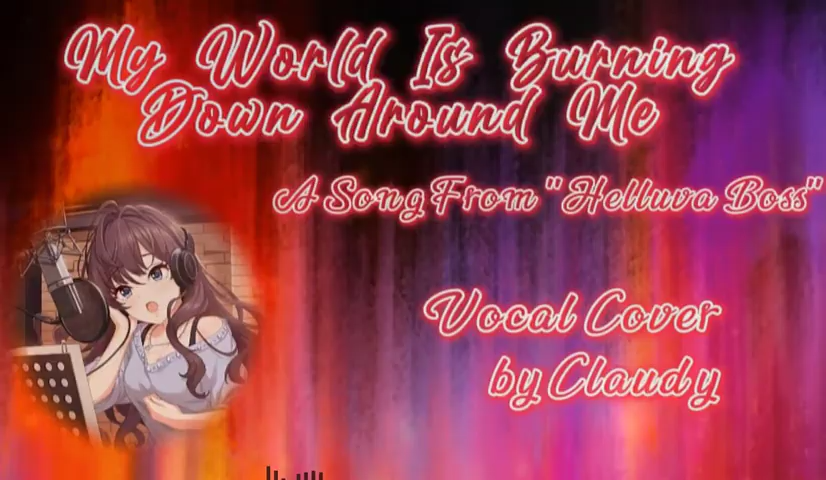 My World Is Burning
Down Around Me
A Song From "Helluva Boss"
Vocal Cover
by Claudy